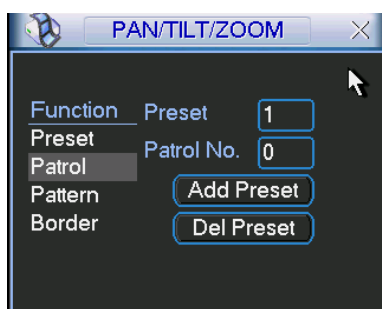 PAN/TILT/ZOOM
Function Preset 1
Preset
Patrol No. 0
Patrol
Add Preset
Pattern
Border
Del Preset